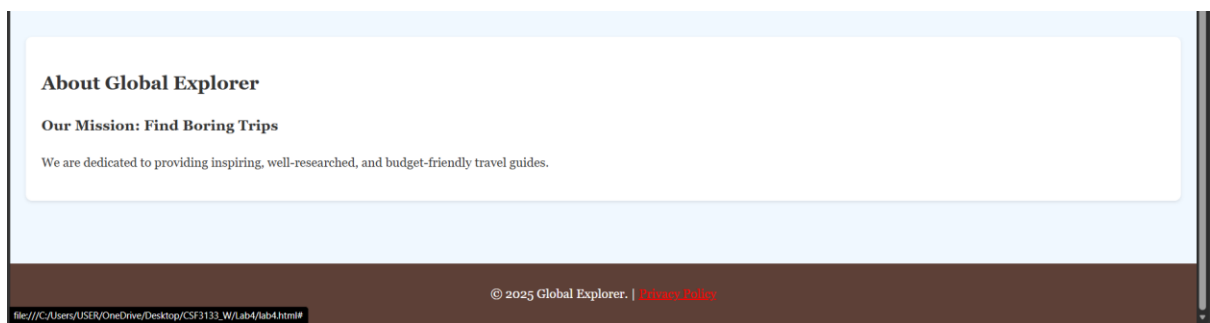 About Global Explorer
Our Mission: Find Boring Trips
We are dedicated to providing inspiring, well-researched, and budget-friendly travel guides.
© 2025 Global Explorer. | Privacy Policy
file:///C:/Users/USER/OneDrive/Desktop/CSF3133_W/Lab4/lab4.html#